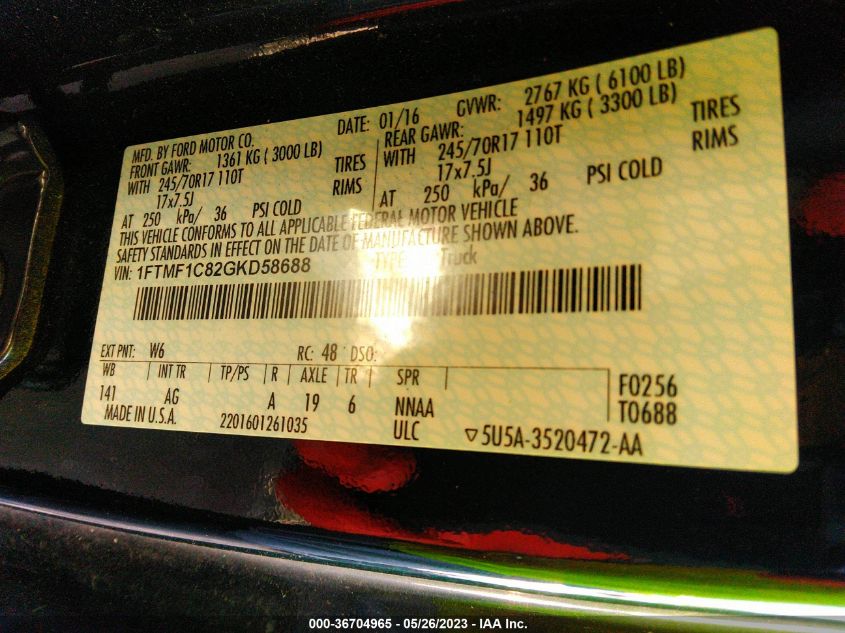 MFD. BY FORD MOTOR CO.
DATE: 01/16 GVWR: 2767 KG ( 6100 LB)
FRONT GAWR: 1361 KG ( 3000 LB)
REAR GAWR: 1497 KG ( 3300 LB)
WITH 245/70R17 110T TIRES
WITH 245/70R17 110T TIRES
17x7.5J RIMS
17x7.5J RIMS
AT 250 kPa/ 36 PSI COLD
AT 250 kPa/ 36 PSI COLD
THIS VEHICLE CONFORMS TO ALL APPLICABLE FEDERAL MOTOR VEHICLE
SAFETY STANDARDS IN EFFECT ON THE DATE OF MANUFACTURE SHOWN ABOVE.
VIN: 1FTMF1C82GKD58688 TYPE: Truck
EXT PNT: W6 RC: 48 DSO:
WB INT TR TP/PS R AXLE TR SPR
141 AG A 19 6 NNAA
F0256
T0688
MADE IN U.S.A. 2201601261035 ULC ▽5U5A-3520472-AA
000-36704965 - 05/26/2023 - IAA Inc.